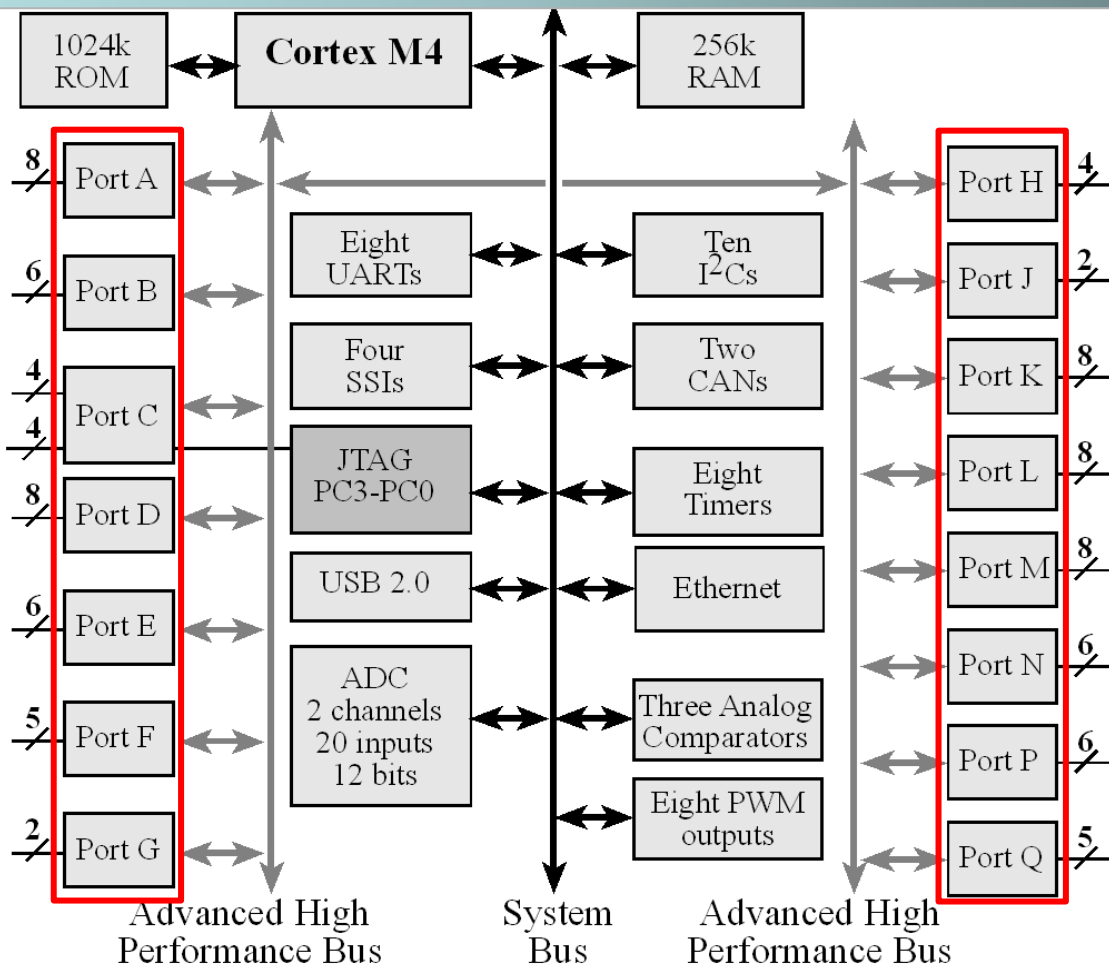 1024k
ROM
Cortex M4
256k
RAM
8
Port A
6
Port B
4
Port C
4
8
Port D
6
Port E
5
Port F
2
Port G
Eight
UARTs
Four
SSIs
JTAG
PC3-PC0
USB 2.0
ADC
2 channels
20 inputs
12 bits
Ten
I²Cs
Two
CANs
Eight
Timers
Ethernet
Three Analog
Comparators
Eight PWM
outputs
Port H
4
Port J
2
Port K
8
Port L
8
Port M
8
Port N
6
Port P
6
Port Q
5
Advanced High
Performance Bus
System
Bus
Advanced High
Performance Bus